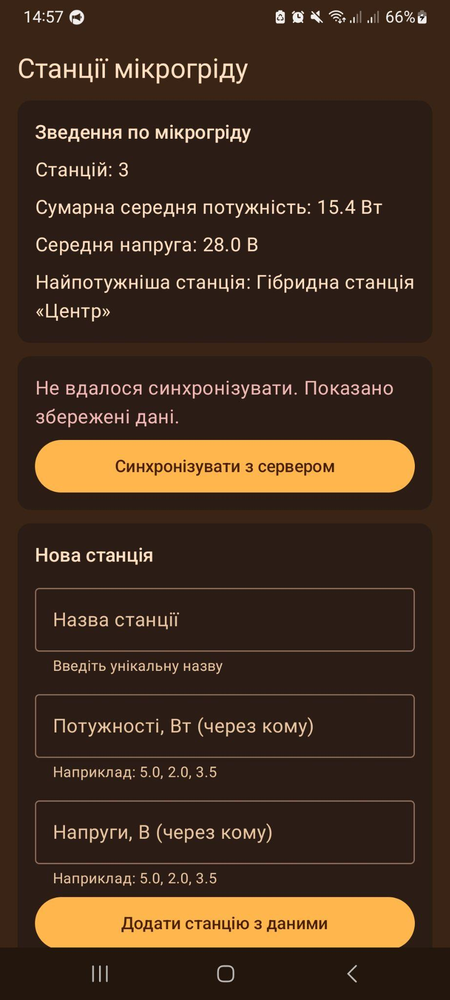 14:57
66%
Станції мікрогріду
Зведення по мікрогріду
Станцій: 3
Сумарна середня потужність: 15.4 Вт
Середня напруга: 28.0 В
Найпотужніша станція: Гібридна станція
«Центр»
Не вдалося синхронізувати. Показано
збережені дані.
Синхронізувати з сервером
Нова станція
Назва станції
Введіть унікальну назву
Потужності, Вт (через кому)
Наприклад: 5.0, 2.0, 3.5
Напруги, В (через кому)
Наприклад: 5.0, 2.0, 3.5
Додати станцію з даними